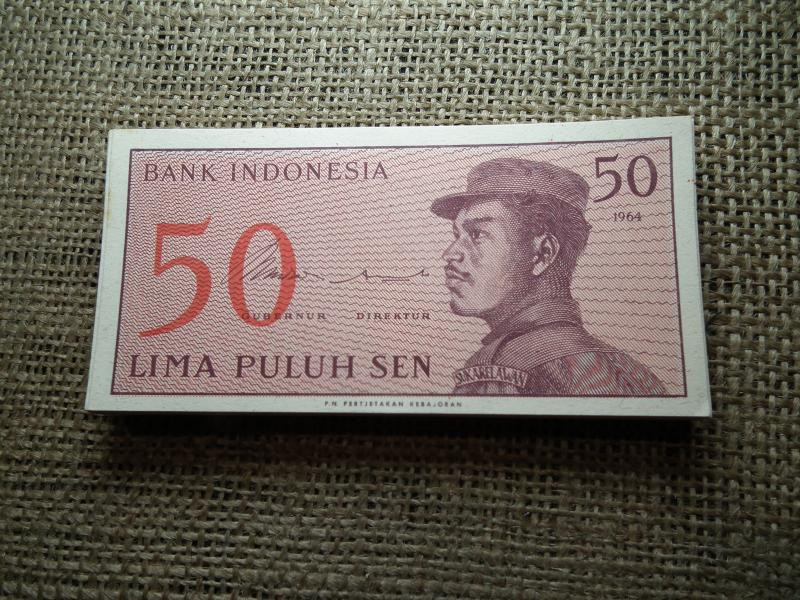 BANK INDONESIA
50
1964
50
GUBERNUR DIREKTUR
LIMA PULUH SEN
SUKARELAWAN
P.N. PERTJETAKAN KEBAJORAN